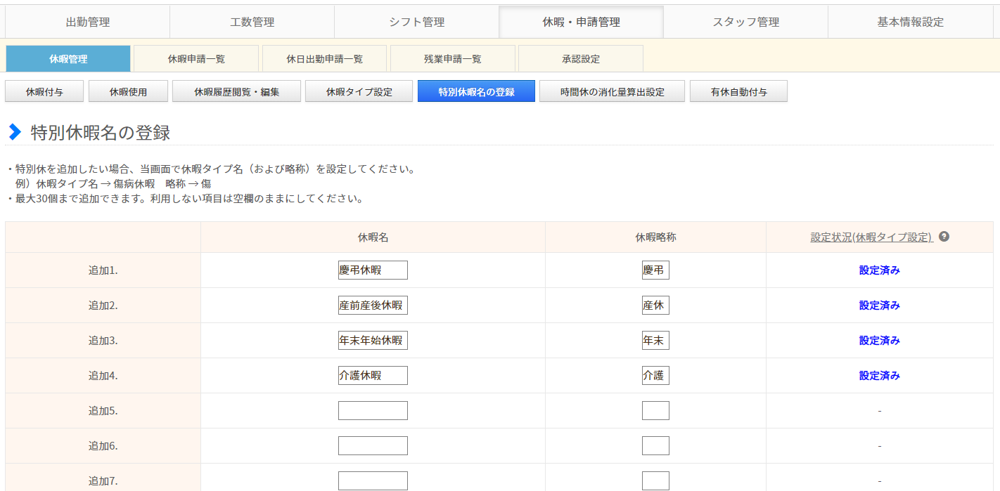 出勤管理 工数管理 シフト管理 休暇・申請管理 スタッフ管理 基本情報設定
休暇管理 休暇申請一覧 休日出勤申請一覧 残業申請一覧 承認設定
休暇付与 休暇使用 休暇履歴閲覧・編集 休暇タイプ設定 特別休暇名の登録 時間休の消化量算出設定 有休自動付与
特別休暇名の登録
・特別休を追加したい場合、当画面で休暇タイプ名（および略称）を設定してください。
例）休暇タイプ名 → 傷病休暇　略称 → 傷
・最大30個まで追加できます。利用しない項目は空欄のままにしてください。
休暇名 休暇略称 設定状況(休暇タイプ設定) ?
追加1. 慶弔休暇 慶弔 設定済み
追加2. 産前産後休暇 産休 設定済み
追加3. 年末年始休暇 年末 設定済み
追加4. 介護休暇 介護 設定済み
追加5. -
追加6. -
追加7. -